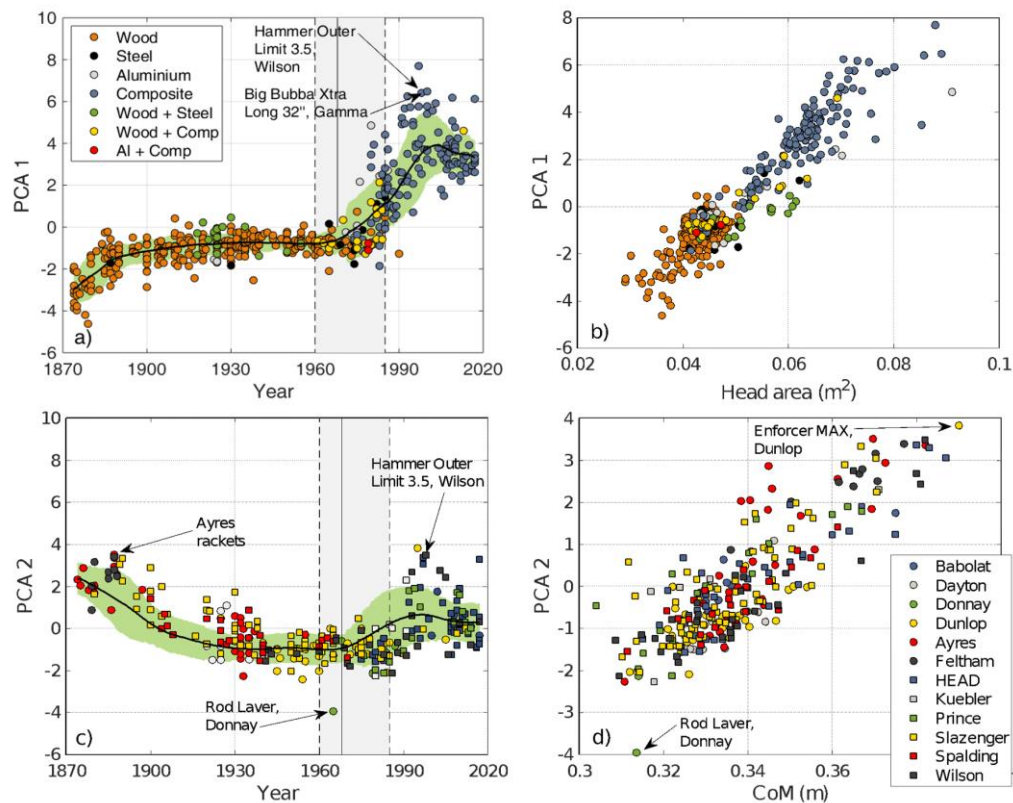 10
8
6
4
2
0
-2
-4
-6
PCA 1
Wood
Steel
Aluminium
Composite
Wood + Steel
Wood + Comp
Al + Comp
Hammer Outer
Limit 3.5,
Wilson
Big Bubba Xtra
Long 32", Gamma
a)
1870 1900 1930 1960 1990 2020
Year
8
6
4
2
0
-2
-4
-6
PCA 1
b)
0.02 0.04 0.06 0.08 0.1
Head area (m²)
10
8
6
4
2
0
-2
-4
-6
PCA 2
Ayres
rackets
Hammer Outer
Limit 3.5, Wilson
Rod Laver,
Donnay
c)
1870 1900 1930 1960 1990 2020
Year
4
3
2
1
0
-1
-2
-3
-4
PCA 2
Enforcer MAX,
Dunlop
Rod Laver,
Donnay
d)
Babolat
Dayton
Donnay
Dunlop
Ayres
Feltham
HEAD
Kuebler
Prince
Slazenger
Spalding
Wilson
0.3 0.32 0.34 0.36
CoM (m)